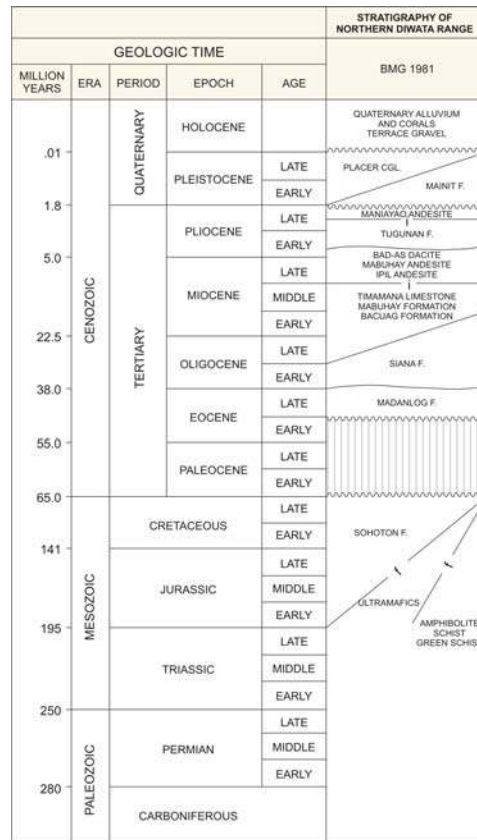 STRATIGRAPHY OF
NORTHERN DIWATA RANGE
GEOLOGIC TIME
BMG 1981
MILLION
YEARS
ERA
PERIOD
EPOCH
AGE
QUATERNARY
HOLOCENE
QUATERNARY ALLUVIUM
AND CORALS
TERRACE GRAVEL
.01
PLEISTOCENE
LATE
PLACER CGL.
EARLY
MAINIT F.
1.8
CENOZOIC
TERTIARY
PLIOCENE
LATE
MANIAYAO ANDESITE
EARLY
TUGUNAN F.
5.0
MIOCENE
LATE
BAD-AS DACITE
MABUHAY ANDESITE
IPIL ANDESITE
MIDDLE
TIMAMANA LIMESTONE
MABUHAY FORMATION
BACUAG FORMATION
EARLY
22.5
OLIGOCENE
LATE
SIANA F.
EARLY
38.0
EOCENE
LATE
MADANLOG F.
EARLY
55.0
PALEOCENE
LATE
EARLY
65.0
MESOZOIC
CRETACEOUS
LATE
EARLY
SOHOTON F.
141
JURASSIC
LATE
MIDDLE
ULTRAMAFICS
EARLY
AMPHIBOLITE
SCHIST
GREEN SCHIS
195
TRIASSIC
LATE
MIDDLE
EARLY
250
PALEOZOIC
PERMIAN
LATE
MIDDLE
EARLY
280
CARBONIFEROUS